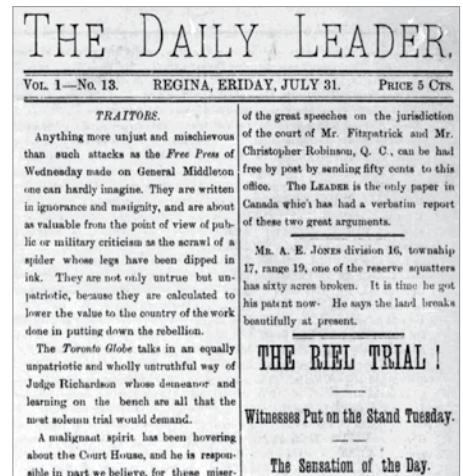 THE DAILY LEADER.
VOL. 1—No. 13. REGINA, ERIDAY, JULY 31. PRICE 5 CTS.
TRAITORS.
Anything more unjust and mischievous
than such attacks as the Free Press of
Wednesday made on General Middleton
one can hardly imagine. They are written
in ignorance and malignity, and are about
as valuable from the point of view of pub-
lic or military criticism as the scrawl of a
spider whose legs have been dipped in
ink. They are not only untrue but un-
patriotic, because they are calculated to
lower the value to the country of the work
done in putting down the rebellion.
The Toronto Globe talks in an equally
unpatriotic and wholly untruthful way of
Judge Richardson whose demeanor and
learning on the bench are all that the
most solemn trial would demand.
A malignant spirit has been hovering
about the Court House, and he is respon-
sible in part we believe, for these miser-
of the great speeches on the jurisdiction
of the court of Mr. Fitzpatrick and Mr.
Christopher Robinson, Q. C., can be had
free by post by sending fifty cents to this
office. The LEADER is the only paper in
Canada whic's has had a verbatim report
of these two great arguments.
MR. A. E. JONES division 16, township
17, range 19, one of the reserve squatters
has sixty acres broken. It is time he got
his patent now- He says the land breaks
beautifully at present.
THE RIEL TRIAL!
Witnesses Put on the Stand Tuesday.
The Sensation of the Day.